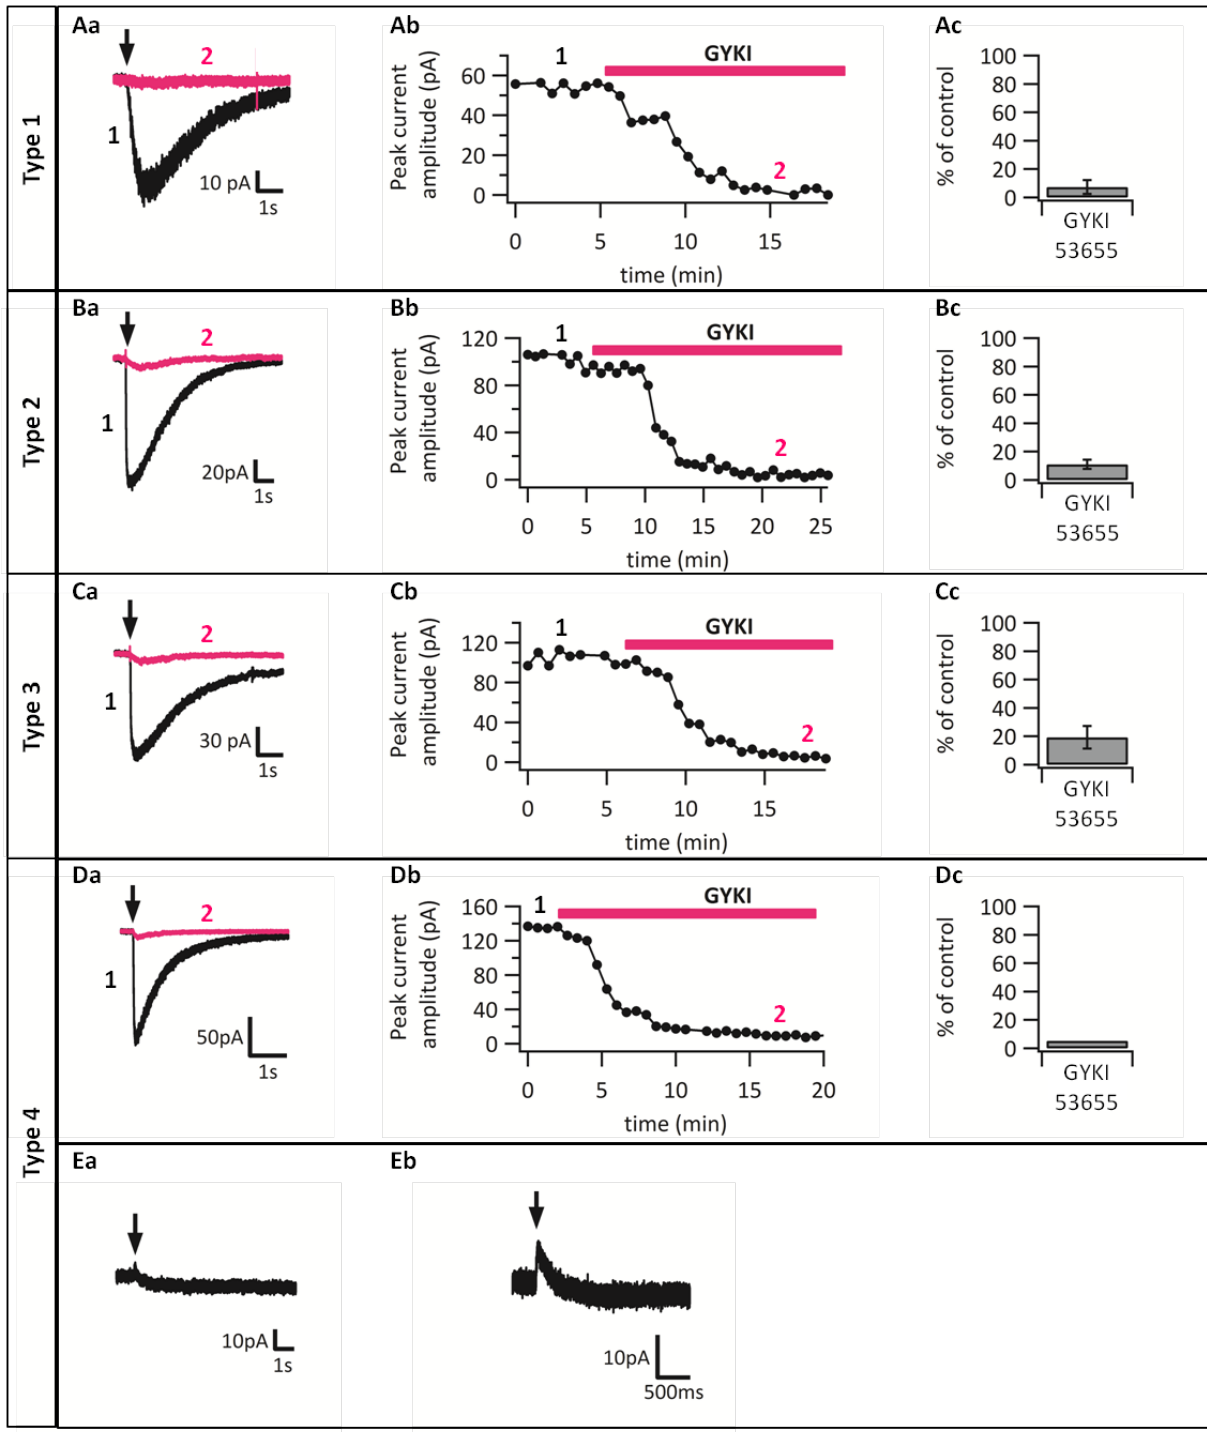 Type 1
Aa
2
1
10 pA
1s
Ab
1
GYKI
Peak current
amplitude (pA)
60
40
20
0
2
0 5 10 15
time (min)
Ac
% of control
100
80
60
40
20
0
GYKI
53655
Type 2
Ba
2
1
20pA
1s
Bb
1
GYKI
Peak current
amplitude (pA)
120
80
40
0
2
0 5 10 15 20 25
time (min)
Bc
% of control
100
80
60
40
20
0
GYKI
53655
Type 3
Ca
2
1
30 pA
1s
Cb
1
GYKI
Peak current
amplitude (pA)
120
80
40
0
2
0 5 10 15
time (min)
Cc
% of control
100
80
60
40
20
0
GYKI
53655
Type 4
Da
2
1
50pA
1s
Db
1
GYKI
Peak current
amplitude (pA)
160
120
80
40
0
2
0 5 10 15 20
time (min)
Dc
% of control
100
80
60
40
20
0
GYKI
53655
Ea
10pA
1s
Eb
10pA
500ms